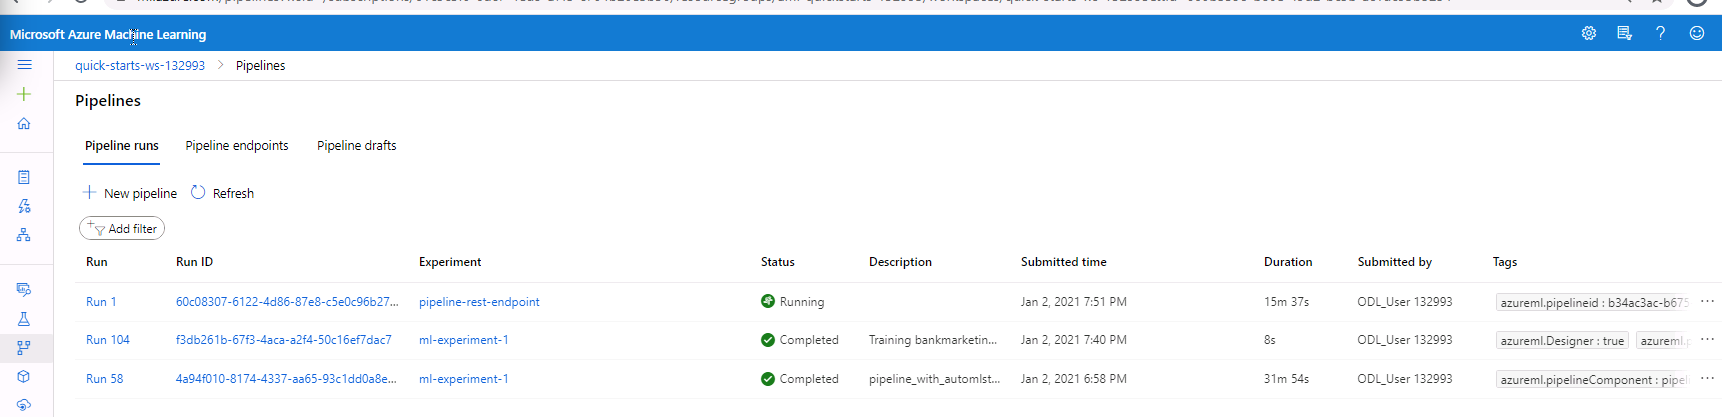 Microsoft Azure Machine Learning
quick-starts-ws-132993 > Pipelines
Pipelines
Pipeline runs Pipeline endpoints Pipeline drafts
New pipeline Refresh
Add filter
Run Run ID Experiment Status Description Submitted time Duration Submitted by Tags
Run 1 60c08307-6122-4d86-87e8-c5e0c96b27... pipeline-rest-endpoint Running Jan 2, 2021 7:51 PM 15m 37s ODL_User 132993 azureml.pipelineid : b34ac3ac-b675 ...
Run 104 f3db261b-67f3-4aca-a2f4-50c16ef7dac7 ml-experiment-1 Completed Training bankmarketin... Jan 2, 2021 7:40 PM 8s ODL_User 132993 azureml.Designer : true azureml.p ...
Run 58 4a94f010-8174-4337-aa65-93c1dd0a8e... ml-experiment-1 Completed pipeline_with_automlst... Jan 2, 2021 6:58 PM 31m 54s ODL_User 132993 azureml.pipelineComponent : pipeli ...